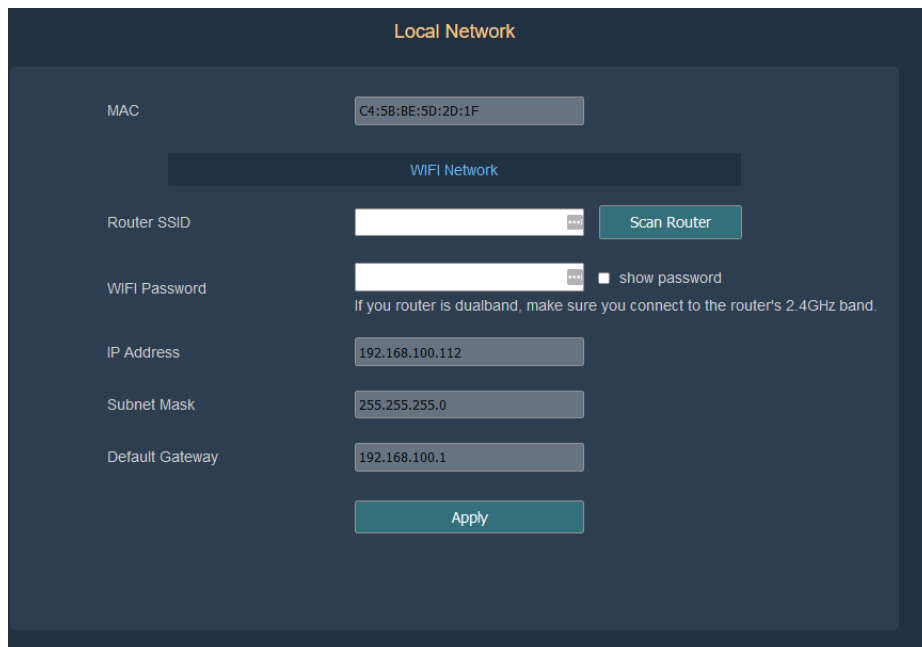 Local Network
MAC
C4:5B:BE:5D:2D:1F
WIFI Network
Router SSID
Scan Router
WIFI Password
show password
If you router is dualband, make sure you connect to the router's 2.4GHz band.
IP Address
192.168.100.112
Subnet Mask
255.255.255.0
Default Gateway
192.168.100.1
Apply